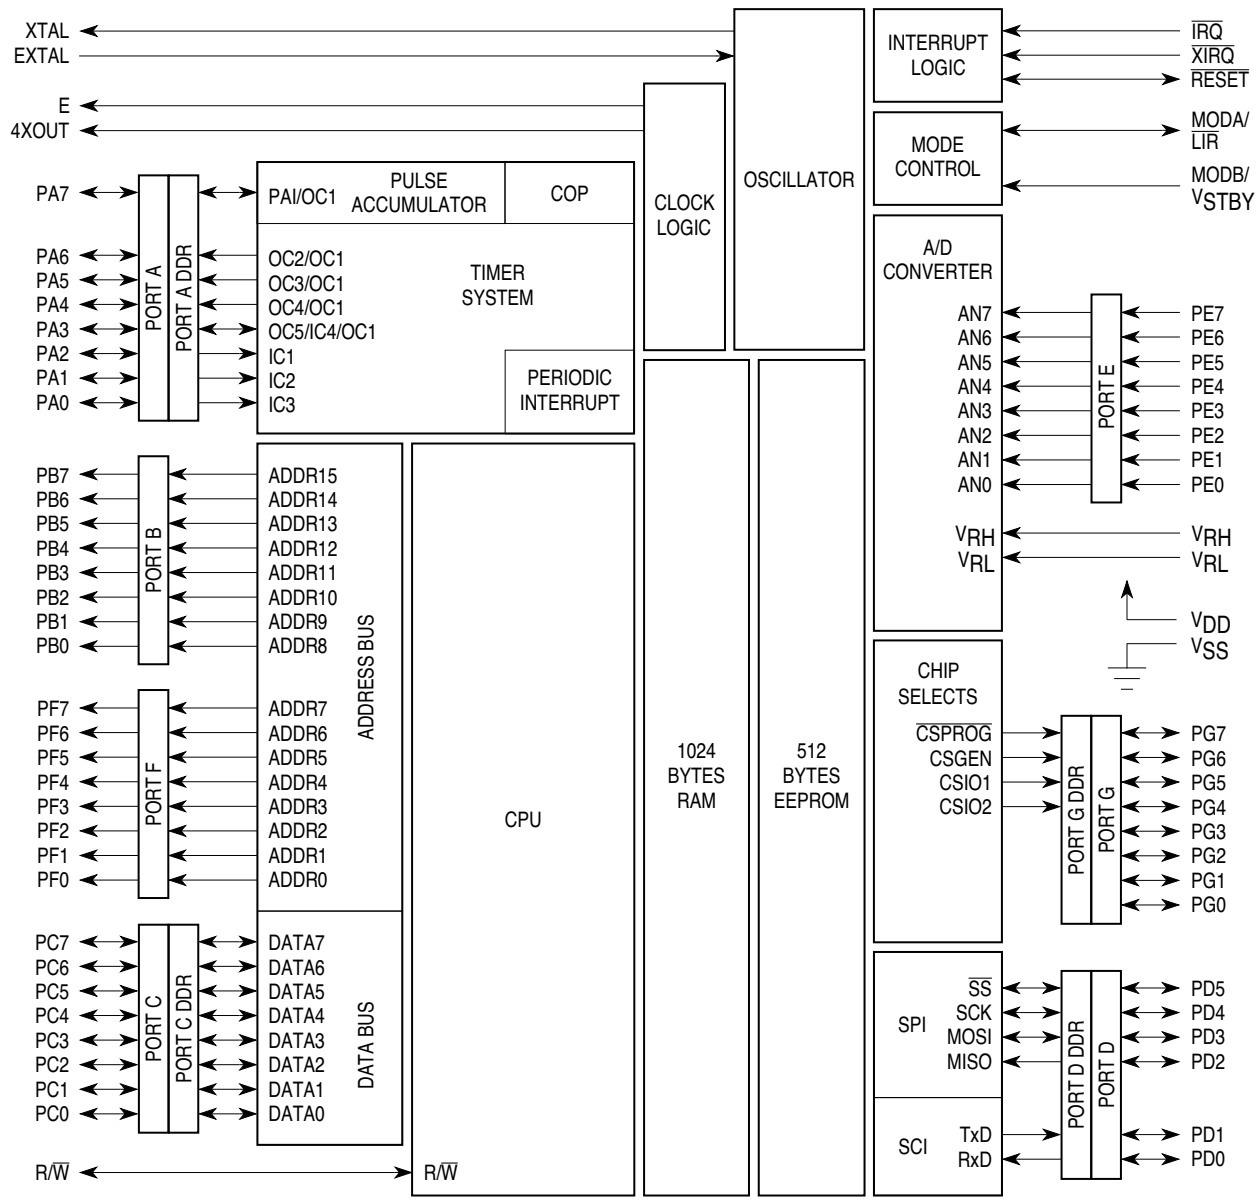 XTAL
EXTAL
E
4XOUT
PA7
PA6
PA5
PA4
PA3
PA2
PA1
PA0
PORT A
PORT A DDR
PAI/OC1
PULSE
ACCUMULATOR
COP
OC2/OC1
OC3/OC1
OC4/OC1
OC5/IC4/OC1
IC1
IC2
IC3
TIMER
SYSTEM
PERIODIC
INTERRUPT
CLOCK
LOGIC
OSCILLATOR
INTERRUPT
LOGIC
I̅R̅Q̅
X̅I̅R̅Q̅
R̅E̅S̅E̅T̅
MODE
CONTROL
MODA/
L̅I̅R̅
MODB/
VSTBY
A/D
CONVERTER
AN7
AN6
AN5
AN4
AN3
AN2
AN1
AN0
VRH
VRL
PORT E
PE7
PE6
PE5
PE4
PE3
PE2
PE1
PE0
VRH
VRL
VDD
VSS
PB7
PB6
PB5
PB4
PB3
PB2
PB1
PB0
PORT B
ADDR15
ADDR14
ADDR13
ADDR12
ADDR11
ADDR10
ADDR9
ADDR8
PF7
PF6
PF5
PF4
PF3
PF2
PF1
PF0
PORT F
ADDR7
ADDR6
ADDR5
ADDR4
ADDR3
ADDR2
ADDR1
ADDR0
ADDRESS BUS
PC7
PC6
PC5
PC4
PC3
PC2
PC1
PC0
PORT C
PORT C DDR
DATA7
DATA6
DATA5
DATA4
DATA3
DATA2
DATA1
DATA0
DATA BUS
R/W̅
R/W̅
CPU
1024
BYTES
RAM
512
BYTES
EEPROM
CHIP
SELECTS
C̅S̅P̅R̅O̅G̅
CSGEN
CSIO1
CSIO2
PORT G DDR
PORT G
PG7
PG6
PG5
PG4
PG3
PG2
PG1
PG0
SPI
S̅S̅
SCK
MOSI
MISO
SCI
TxD
RxD
PORT D DDR
PORT D
PD5
PD4
PD3
PD2
PD1
PD0